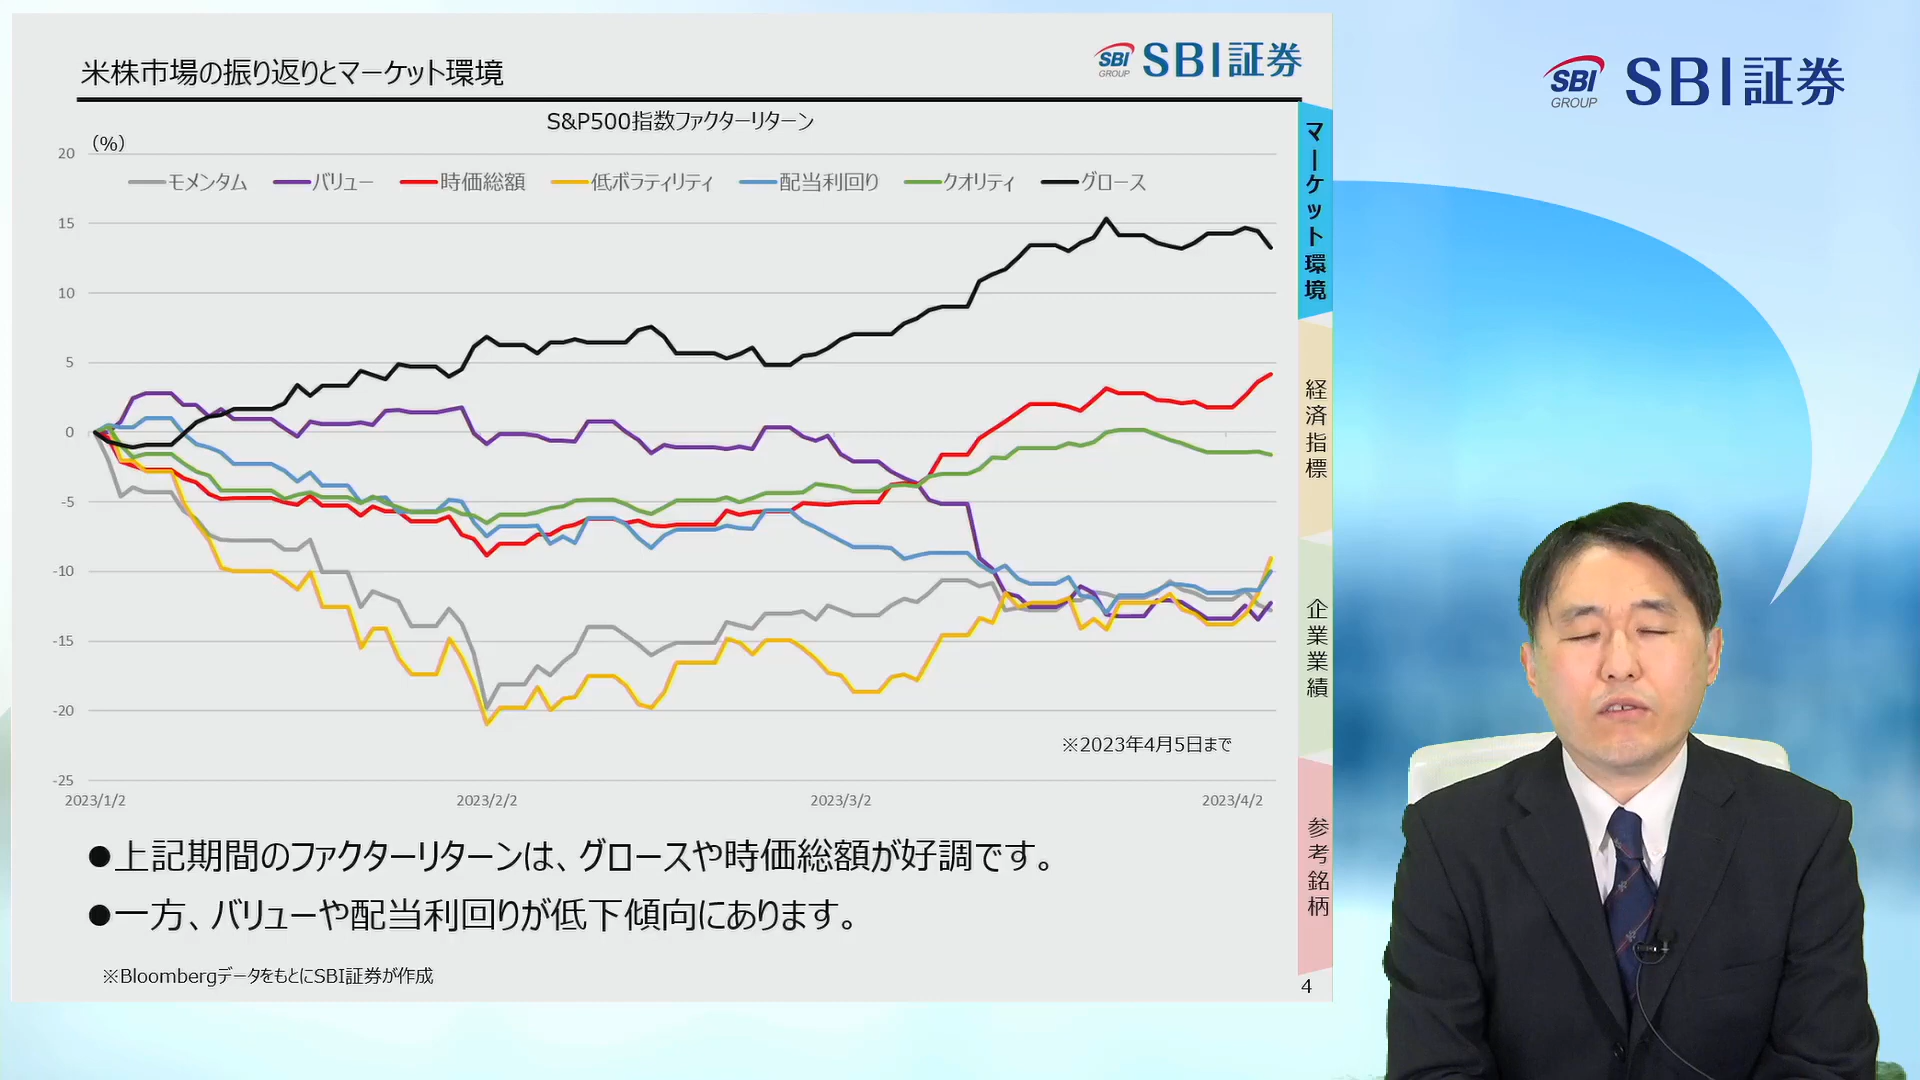 米株市場の振り返りとマーケット環境
SBI GROUP SBI証券
S&P500指数ファクターリターン
(%)
モメンタム バリュー 時価総額 低ボラティリティ 配当利回り クオリティ グロース
20
15
10
5
0
-5
-10
-15
-20
-25
2023/1/2 2023/2/2 2023/3/2 2023/4/2
※2023年4月5日まで
●上記期間のファクターリターンは、グロースや時価総額が好調です。
●一方、バリューや配当利回りが低下傾向にあります。
※BloombergデータをもとにSBI証券が作成
4
マーケット環境
経済指標
企業業績
参考銘柄
SBI GROUP SBI証券